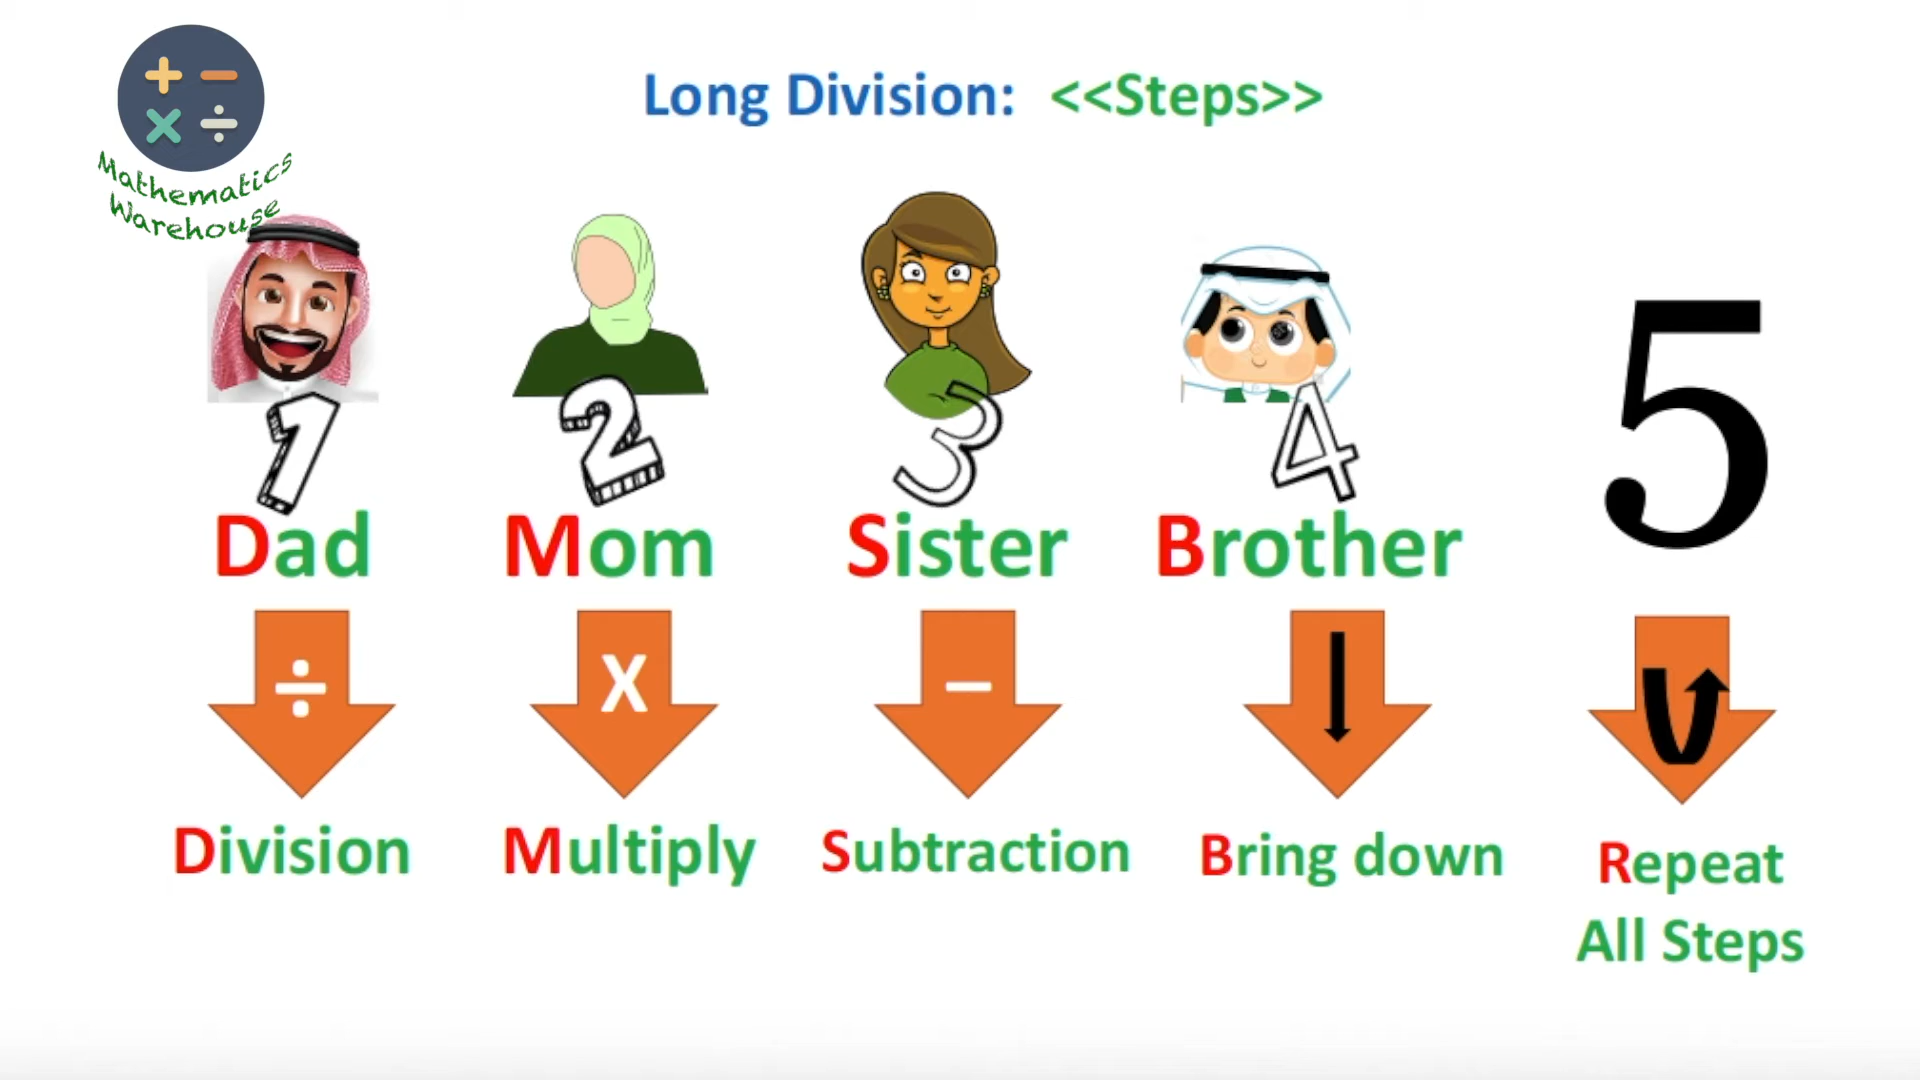 Mathematics
Warehouse
Long Division: <<Steps>>
1 2 3 4 5
Dad Mom Sister Brother
÷ X –
Division Multiply Subtraction Bring down Repeat
All Steps